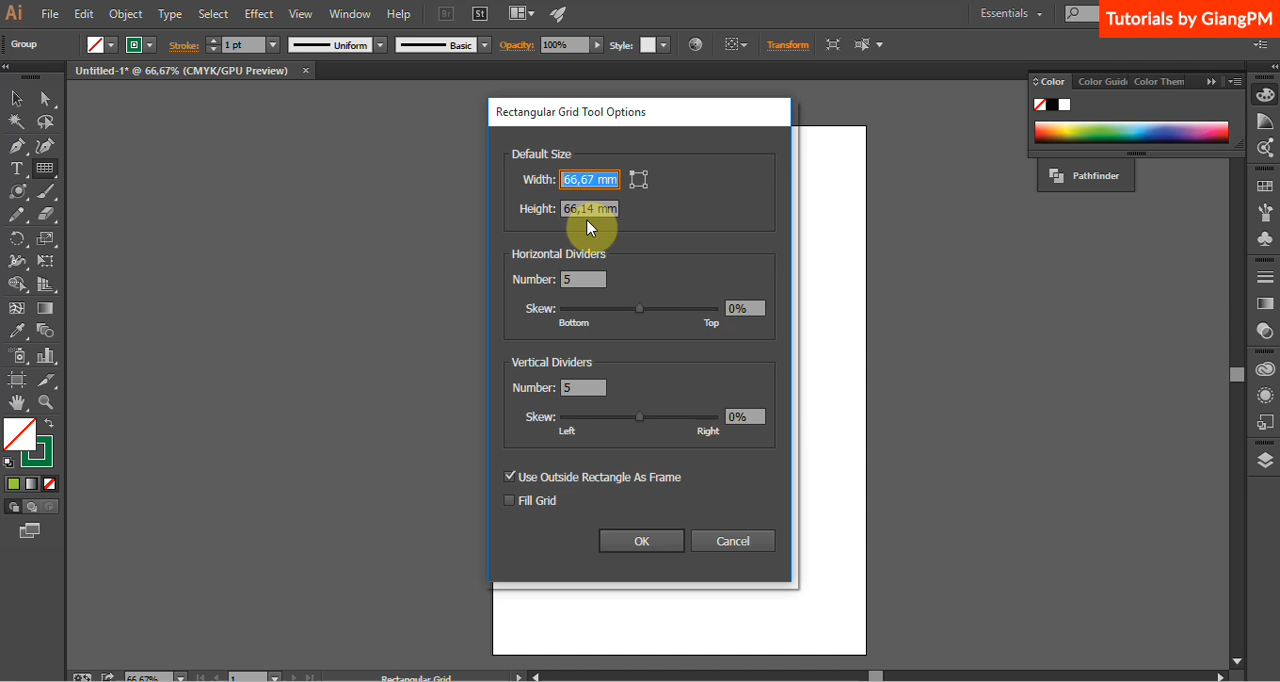 Ai File Edit Object Type Select Effect View Window Help Br St Essentials Tutorials by GiangPM
Group Stroke: 1 pt Uniform Basic Opacity: 100% Style: Transform
Untitled-1* @ 66,67% (CMYK/GPU Preview) ×
Color Color Guide Color Them
Pathfinder
Rectangular Grid Tool Options
Default Size
Width: 66,67 mm
Height: 66,14 mm
Horizontal Dividers
Number: 5
Skew: 0%
Bottom Top
Vertical Dividers
Number: 5
Skew: 0%
Left Right
Use Outside Rectangle As Frame
Fill Grid
OK Cancel
66,67% 1 Rectangular Grid